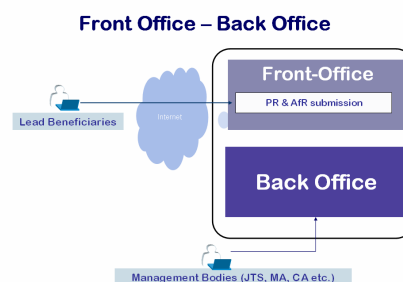 Front Office – Back Office
Front-Office
PR & AfR submission
Internet
Lead Beneficiaries
Back Office
Management Bodies (JTS, MA, CA etc.)